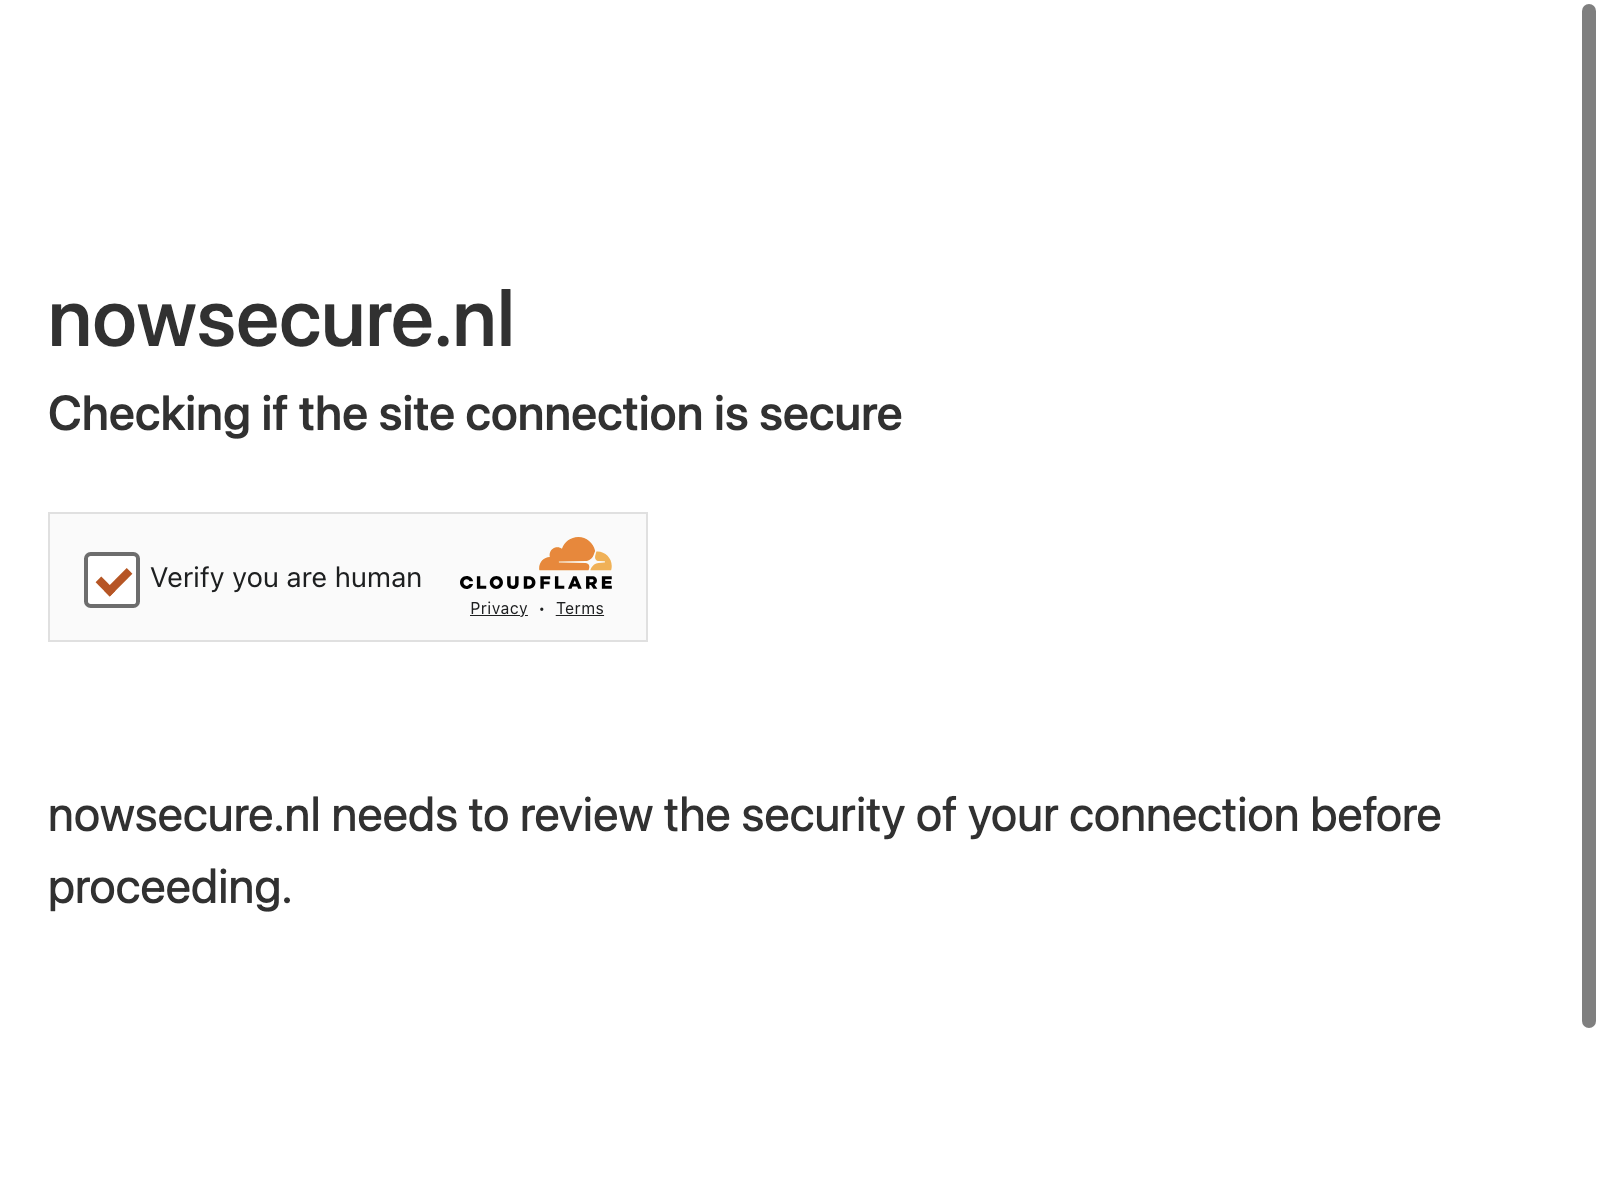 nowsecure.nl
Checking if the site connection is secure
Verify you are human
CLOUDFLARE
Privacy • Terms
nowsecure.nl needs to review the security of your connection before
proceeding.